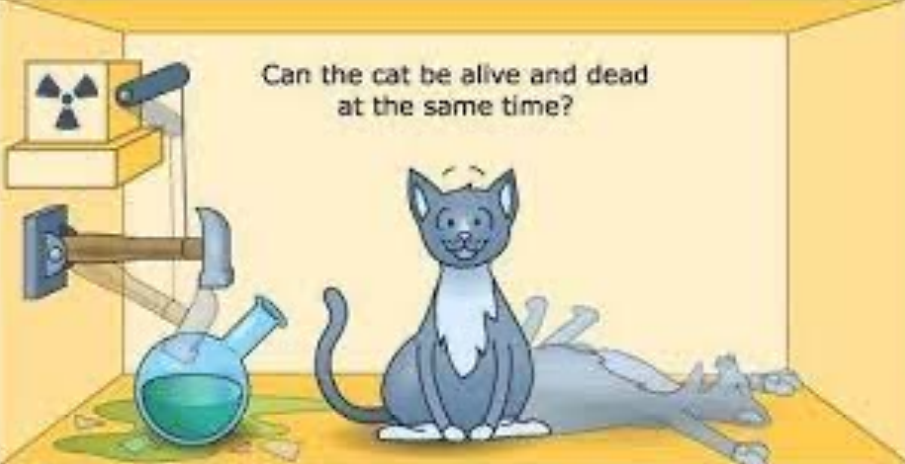 Can the cat be alive and dead
at the same time?